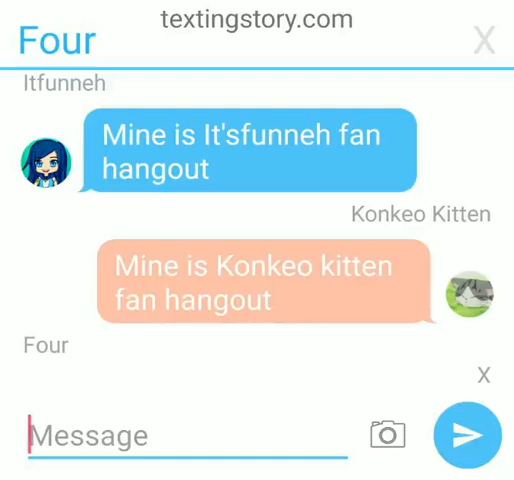 textingstory.com
Four
X
Itfunneh
Mine is It'sfunneh fan
hangout
Konkeo Kitten
Mine is Konkeo kitten
fan hangout
Four
X
Message